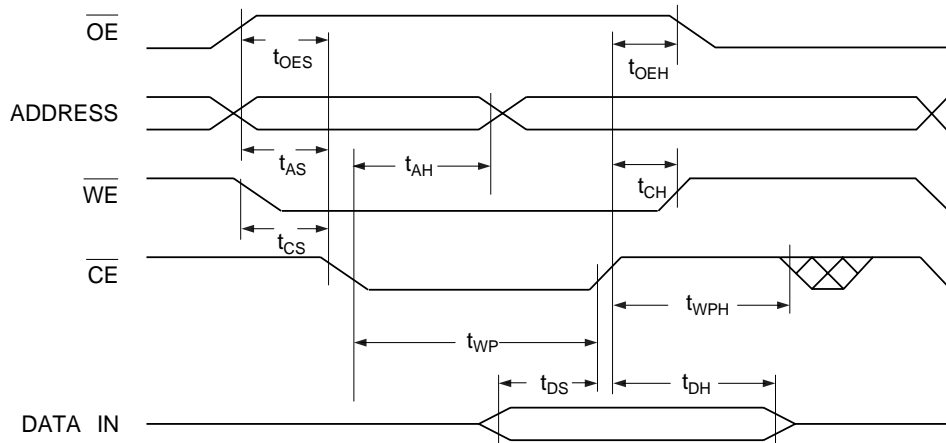 OE
tOES
tOEH
ADDRESS
tAS
tAH
WE
tCH
tCS
CE
tWPH
tWP
tDS
tDH
DATA IN